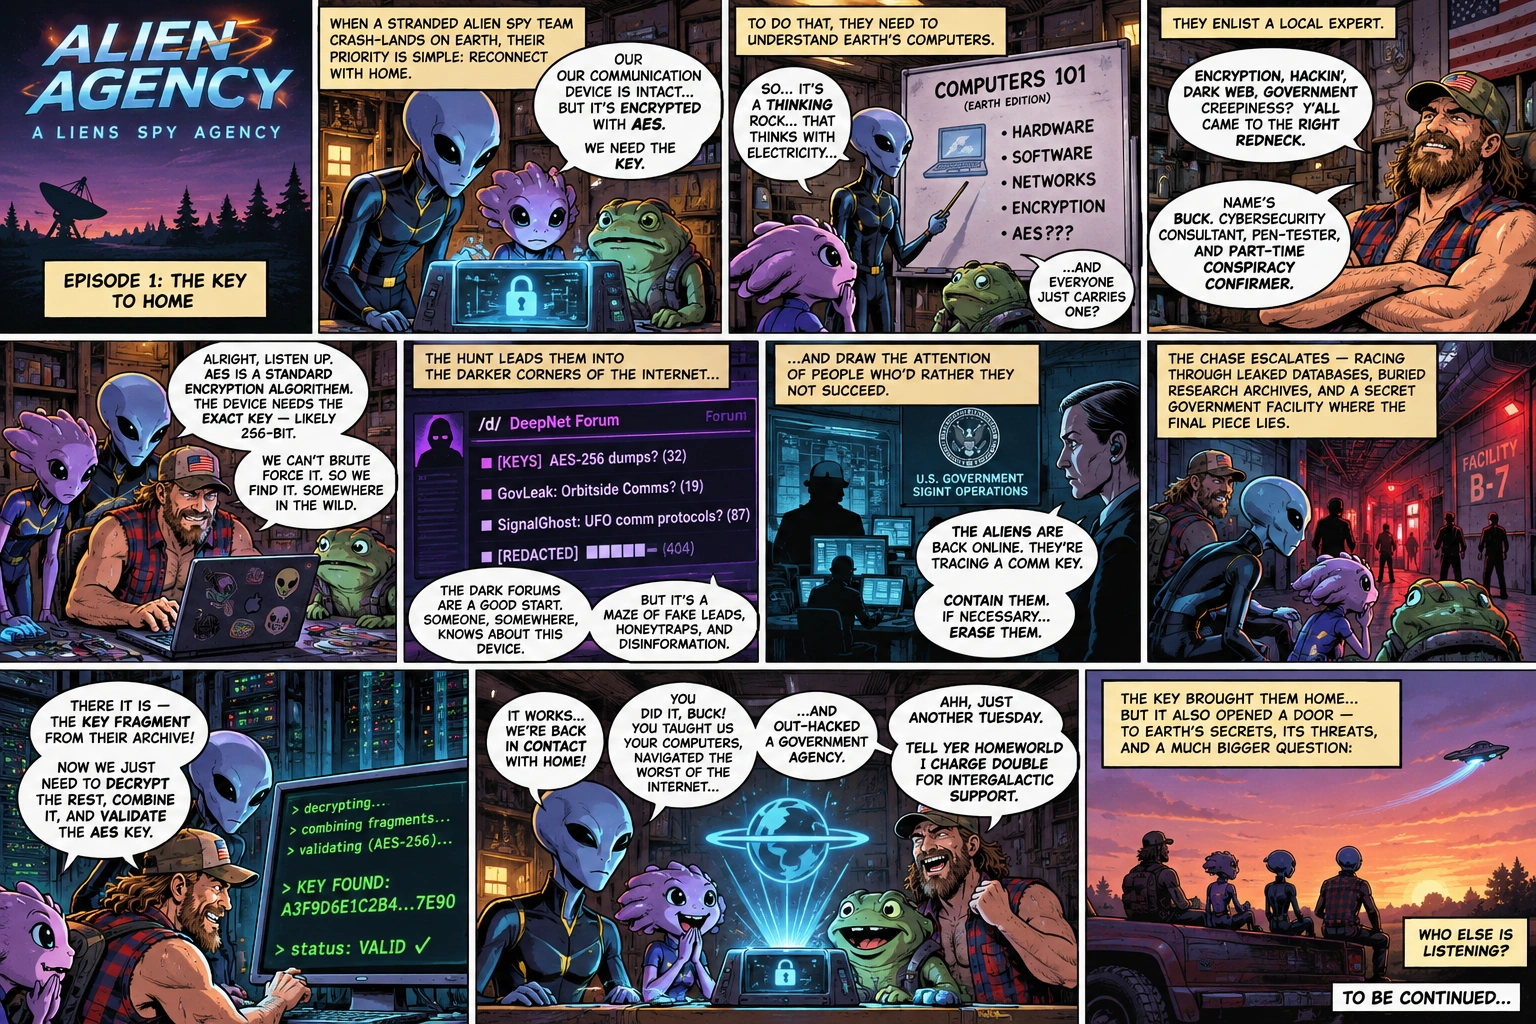 ALIEN
AGENCY
A LIENS SPY AGENCY
EPISODE 1: THE KEY
TO HOME
WHEN A STRANDED ALIEN SPY TEAM
CRASH-LANDS ON EARTH, THEIR
PRIORITY IS SIMPLE: RECONNECT
WITH HOME.
OUR
OUR COMMUNICATION
DEVICE IS INTACT...
BUT IT'S ENCRYPTED
WITH AES.
WE NEED THE
KEY.
TO DO THAT, THEY NEED TO
UNDERSTAND EARTH'S COMPUTERS.
SO... IT'S
A THINKING
ROCK... THAT
THINKS WITH
ELECTRICITY...
COMPUTERS 101
(EARTH EDITION)
• HARDWARE
• SOFTWARE
• NETWORKS
• ENCRYPTION
• AES???
...AND
EVERYONE
JUST CARRIES
ONE?
THEY ENLIST A LOCAL EXPERT.
ENCRYPTION, HACKIN',
DARK WEB, GOVERNMENT
CREEPINESS? Y'ALL
CAME TO THE RIGHT
REDNECK.
NAME'S
BUCK. CYBERSECURITY
CONSULTANT, PEN-TESTER,
AND PART-TIME
CONSPIRACY
CONFIRMER.
ALRIGHT, LISTEN UP.
AES IS A STANDARD
ENCRYPTION ALGORITHEM.
THE DEVICE NEEDS THE
EXACT KEY — LIKELY
256-BIT.
WE CAN'T BRUTE
FORCE IT. SO WE
FIND IT. SOMEWHERE
IN THE WILD.
THE HUNT LEADS THEM INTO
THE DARKER CORNERS OF THE INTERNET...
/d/ DeepNet Forum
Forum
[KEYS] AES-256 dumps? (32)
GovLeak: Orbitside Comms? (19)
SignalGhost: UFO comm protocols? (87)
[REDACTED] (404)
THE DARK FORUMS
ARE A GOOD START.
SOMEONE, SOMEWHERE,
KNOWS ABOUT THIS
DEVICE.
BUT IT'S A
MAZE OF FAKE LEADS,
HONEYTRAPS, AND
DISINFORMATION.
...AND DRAW THE ATTENTION
OF PEOPLE WHO'D RATHER THEY
NOT SUCCEED.
U.S. GOVERNMENT
SIGINT OPERATIONS
THE ALIENS ARE
BACK ONLINE. THEY'RE
TRACING A COMM KEY.
CONTAIN THEM.
IF NECESSARY...
ERASE THEM.
THE CHASE ESCALATES — RACING
THROUGH LEAKED DATABASES, BURIED
RESEARCH ARCHIVES, AND A SECRET
GOVERNMENT FACILITY WHERE THE
FINAL PIECE LIES.
FACILITY
B-7
THERE IT IS —
THE KEY FRAGMENT
FROM THEIR ARCHIVE!
NOW WE JUST
NEED TO DECRYPT
THE REST, COMBINE
IT, AND VALIDATE
THE AES KEY.
> decrypting...
> combining fragments...
> validating (AES-256)...
> KEY FOUND:
A3F9D6E1C2B4...7E90
> status: VALID ✓
IT WORKS...
WE'RE BACK
IN CONTACT
WITH HOME!
YOU
DID IT, BUCK!
YOU TAUGHT US
YOUR COMPUTERS,
NAVIGATED THE
WORST OF THE
INTERNET...
...AND
OUT-HACKED
A GOVERNMENT
AGENCY.
AHH, JUST
ANOTHER TUESDAY.
TELL YER HOMEWORLD
I CHARGE DOUBLE
FOR INTERGALACTIC
SUPPORT.
THE KEY BROUGHT THEM HOME...
BUT IT ALSO OPENED A DOOR —
TO EARTH'S SECRETS, ITS THREATS,
AND A MUCH BIGGER QUESTION:
WHO ELSE IS
LISTENING?
TO BE CONTINUED...